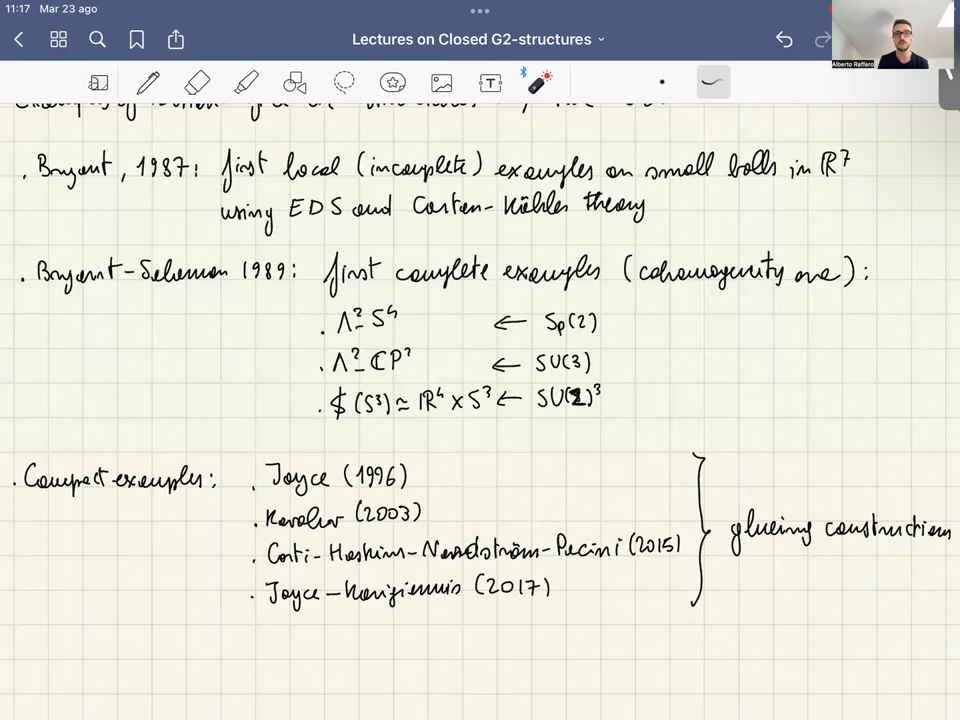 11:17 Mar 23 ago
Lectures on Closed G2-structures
Alberto Raffero
. Bryant, 1987: first local (incomplete) examples on small balls in ℝ⁷
using EDS and Cartan-Kähler theory
. Bryant-Salamon 1989: first complete examples (cohomogeneity one):
. Λ²₋ S⁴ ← Sp(2)
. Λ²₋ ℂP² ← SU(3)
. $(S³) ≃ ℝ⁴ × S³ ← SU(2)³
. Compact examples: . Joyce (1996)
. Kovalev (2003)
. Corti-Haskins-Nordström-Pacini (2015)
. Joyce-Karigiannis (2017)
glueing construction